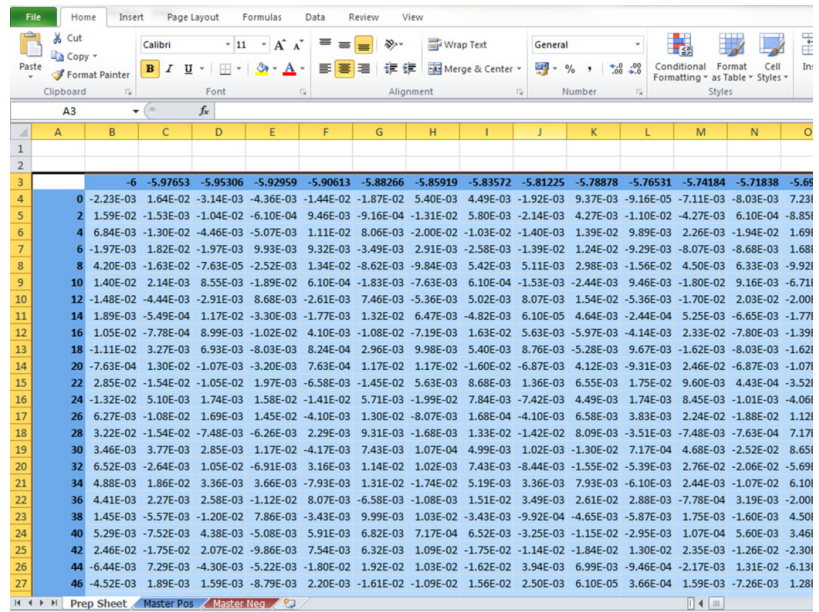 File Home Insert Page Layout Formulas Data Review View
Cut
Copy
Format Painter
Paste
Calibri 11
Wrap Text
Merge & Center
General
Conditional Formatting
Format as Table
Cell Styles
Clipboard Font Alignment Number Styles
A3 fx
A B C D E F G H I J K L M N O
1
2
3 -6 -5.97653 -5.95306 -5.92959 -5.90613 -5.88266 -5.85919 -5.83572 -5.81225 -5.78878 -5.76531 -5.74184 -5.71838
4 0 -2.23E-03 1.64E-02 -3.14E-03 -4.36E-03 -1.44E-02 -1.87E-02 5.40E-03 4.49E-03 -1.92E-03 9.37E-03 -9.16E-05 -7.11E-03 -8.03E-03
5 2 1.59E-02 -1.53E-03 -1.04E-02 -6.10E-04 9.46E-03 -9.16E-04 -1.31E-02 5.80E-03 -2.14E-03 4.27E-03 -1.10E-02 -4.27E-03 6.10E-04
6 4 6.84E-03 -1.30E-02 -4.46E-03 -5.07E-03 1.11E-02 8.06E-03 -2.00E-02 -1.03E-02 -1.40E-03 1.39E-02 9.89E-03 2.26E-03 -1.94E-02
7 6 -1.97E-03 1.82E-02 -1.97E-03 9.93E-03 9.32E-03 -3.49E-03 2.91E-03 -2.58E-03 -1.39E-02 1.24E-02 -9.29E-03 -8.07E-03 -8.68E-03
8 8 4.20E-03 -1.63E-02 -7.63E-05 -2.52E-03 1.34E-02 -8.62E-03 -9.84E-03 5.42E-03 5.11E-03 2.98E-03 -1.56E-02 4.50E-03 6.33E-03
9 10 1.40E-02 2.14E-03 8.55E-03 -1.89E-02 6.10E-04 -1.83E-03 -7.63E-03 6.10E-04 -1.53E-03 -2.44E-03 9.46E-03 -1.80E-02 9.16E-03
10 12 -1.48E-02 -4.44E-03 -2.91E-03 8.68E-03 -2.61E-03 7.46E-03 -5.36E-03 5.02E-03 8.07E-03 1.54E-02 -5.36E-03 -1.70E-02 2.03E-02
11 14 1.89E-03 -5.49E-04 1.17E-02 -3.30E-03 -1.77E-03 1.32E-02 6.47E-03 -4.82E-03 6.10E-05 4.64E-03 -2.44E-04 5.25E-03 -6.65E-03
12 16 1.05E-02 -7.78E-04 8.99E-03 -1.02E-02 4.10E-03 -1.08E-02 -7.19E-03 1.63E-02 5.63E-03 -5.97E-03 -4.14E-03 2.33E-02 -7.80E-03
13 18 -1.11E-02 3.27E-03 6.93E-03 -8.03E-03 8.24E-04 2.96E-03 9.98E-03 5.40E-03 8.76E-03 -5.28E-03 9.67E-03 -1.62E-03 -8.03E-03
14 20 -7.63E-04 1.30E-02 -1.07E-03 -3.20E-03 7.63E-04 1.17E-02 1.17E-02 -1.60E-02 -6.87E-03 4.12E-03 -9.31E-03 2.46E-02 -6.87E-03
15 22 2.85E-02 -1.54E-02 -1.05E-02 1.97E-03 -6.58E-03 -1.45E-02 5.63E-03 8.68E-03 1.36E-03 6.55E-03 1.75E-02 9.60E-03 4.43E-04
16 24 -1.32E-02 5.10E-03 1.74E-03 1.58E-02 -1.41E-02 5.71E-03 -1.99E-02 7.84E-03 -7.42E-03 4.49E-03 1.74E-03 8.45E-03 -1.01E-03
17 26 6.27E-03 -1.08E-02 1.69E-03 1.45E-02 -4.10E-03 1.30E-02 -8.07E-03 1.68E-04 -4.10E-03 6.58E-03 3.83E-03 2.24E-02 -1.88E-02
18 28 3.22E-02 -1.54E-02 -7.48E-03 -6.26E-03 2.29E-03 9.31E-03 -1.68E-03 1.33E-02 -1.42E-02 8.09E-03 -3.51E-03 -7.48E-03 -7.63E-04
19 30 3.46E-03 3.77E-03 2.85E-03 1.17E-02 -4.17E-03 7.43E-03 1.07E-04 4.99E-03 1.02E-03 -1.30E-02 7.17E-04 4.68E-03 -2.52E-02
20 32 6.52E-03 -2.64E-03 1.05E-02 -6.91E-03 3.16E-03 1.14E-02 1.02E-03 7.43E-03 -8.44E-03 -1.55E-02 -5.39E-03 2.76E-02 -2.06E-02
21 34 4.88E-03 1.86E-02 3.36E-03 3.66E-03 -7.93E-03 1.31E-02 -1.74E-02 5.19E-03 3.36E-03 7.93E-03 -6.10E-03 2.44E-03 -1.07E-02
22 36 4.41E-03 2.27E-03 2.58E-03 -1.12E-02 8.07E-03 -6.58E-03 -1.08E-03 1.51E-02 3.49E-03 2.61E-02 2.88E-03 -7.78E-04 3.19E-03
23 38 1.45E-03 -5.57E-03 -1.20E-02 7.86E-03 -3.43E-03 9.99E-03 1.03E-02 -3.43E-03 -9.92E-04 -4.65E-03 -5.87E-03 1.75E-03 -1.60E-03
24 40 5.29E-03 -7.52E-03 4.38E-03 -5.08E-03 5.91E-03 6.82E-03 7.17E-04 6.52E-03 -3.25E-03 -1.15E-02 -2.95E-03 1.07E-04 5.60E-03
25 42 2.46E-02 -1.75E-02 2.07E-02 -9.86E-03 7.54E-03 6.32E-03 1.09E-02 -1.75E-02 -1.14E-02 -1.84E-02 1.30E-02 2.35E-03 -1.26E-02
26 44 -6.44E-03 7.29E-03 -4.30E-03 -5.22E-03 -1.80E-02 1.92E-02 1.03E-02 -1.62E-02 3.94E-03 6.99E-03 -9.46E-04 -2.17E-03 1.31E-02
27 46 -4.52E-03 1.89E-03 1.59E-03 -8.79E-03 2.20E-03 -1.61E-02 -1.09E-02 1.56E-02 2.50E-03 6.10E-05 3.66E-04 1.59E-03 -7.26E-03
Prep Sheet Master Pos Master Neg